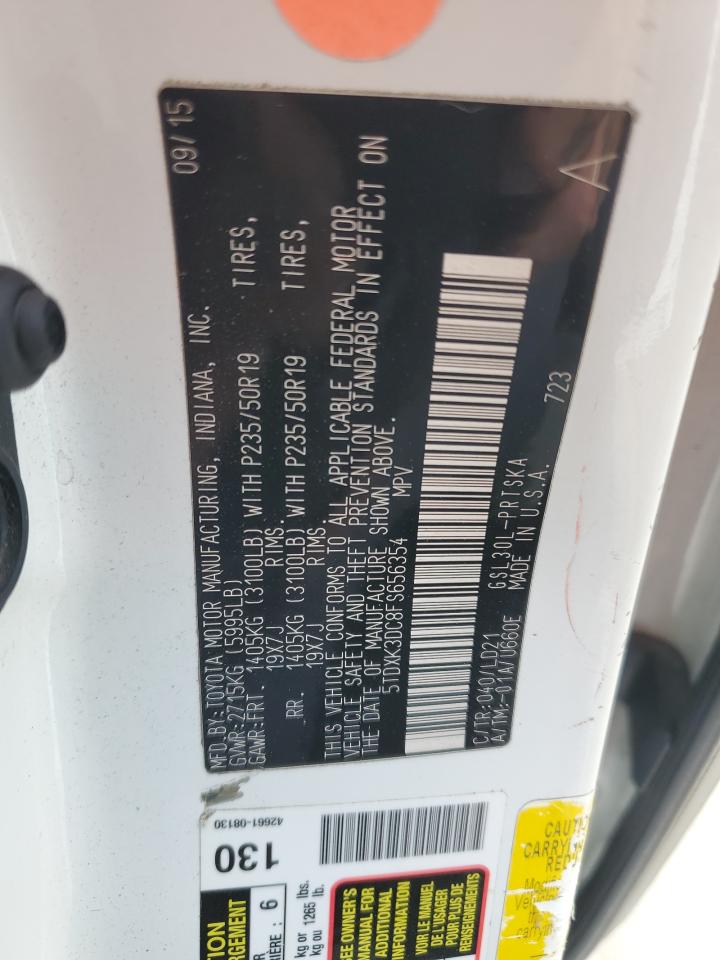 MFD.BY:TOYOTA MOTOR MANUFACTURING, INDIANA, INC. 09/15
GVWR:2715KG (5995LB)
GAWR:FRT. 1405KG (3100LB) WITH P235/50R19 TIRES,
19X7J RIMS.
RR. 1405KG (3100LB) WITH P235/50R19 TIRES,
19X7J RIMS.
THIS VEHICLE CONFORMS TO ALL APPLICABLE FEDERAL MOTOR
VEHICLE SAFETY AND THEFT PREVENTION STANDARDS IN EFFECT ON
THE DATE OF MANUFACTURE SHOWN ABOVE.
5TDXK3DC8FS656354 MPV
C/TR:040/LD21 GSL30L-PRTSKA 723
A/TM:-01A/U660E MADE IN U.S.A.
A
130
42661-08130
6
kg or lbs.
kg ou 1265 lb.
SEE OWNER'S
MANUAL FOR
ADDITIONAL
INFORMATION
VOIR LE MANUEL
DE L'USAGER
POUR PLUS DE
RENSEIGNEMENTS